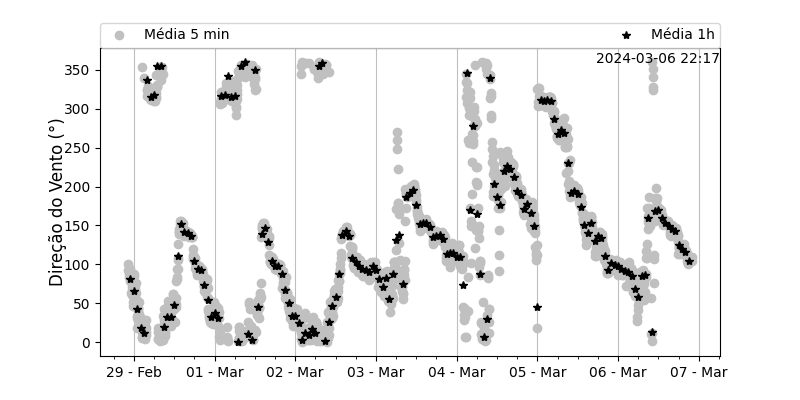 Média 5 min
Média 1h
2024-03-06 22:17
Direção do Vento (°)
350
300
250
200
150
100
50
0
29 - Feb
01 - Mar
02 - Mar
03 - Mar
04 - Mar
05 - Mar
06 - Mar
07 - Mar